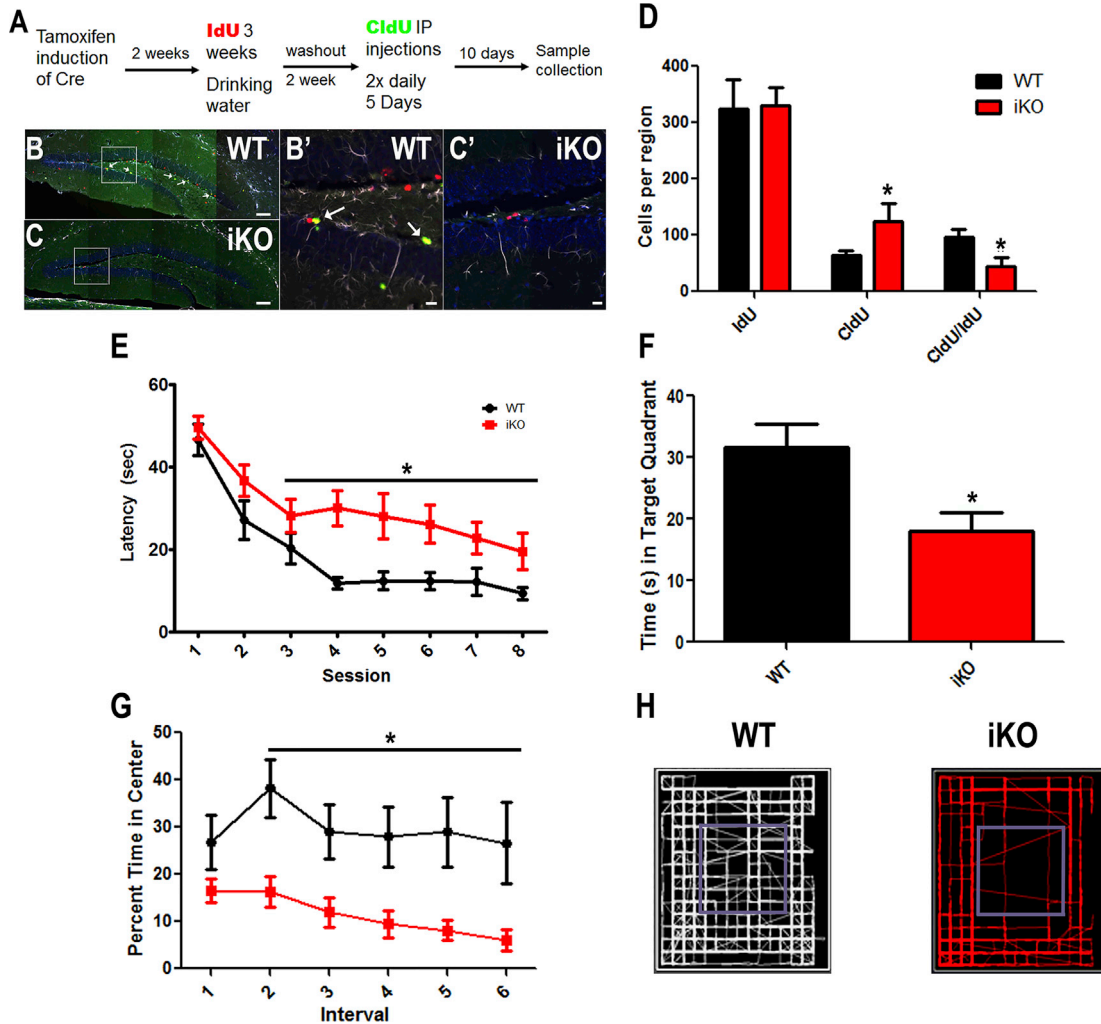 A
Tamoxifen
induction
of Cre
2 weeks
IdU 3
weeks
Drinking
water
washout
2 week
CldU IP
injections
2x daily
5 Days
10 days
Sample
collection
B
WT
B'
WT
C'
iKO
C
iKO
D
Cells per region
400
300
200
100
0
WT
iKO
*
*
IdU
CldU
CldU/IdU
E
Latency (sec)
60
40
20
0
WT
iKO
*
1 2 3 4 5 6 7 8
Session
F
Time (s) in Target Quadrant
40
30
20
10
0
*
WT
iKO
G
Percent Time in Center
50
40
30
20
10
0
*
1 2 3 4 5 6
Interval
H
WT
iKO